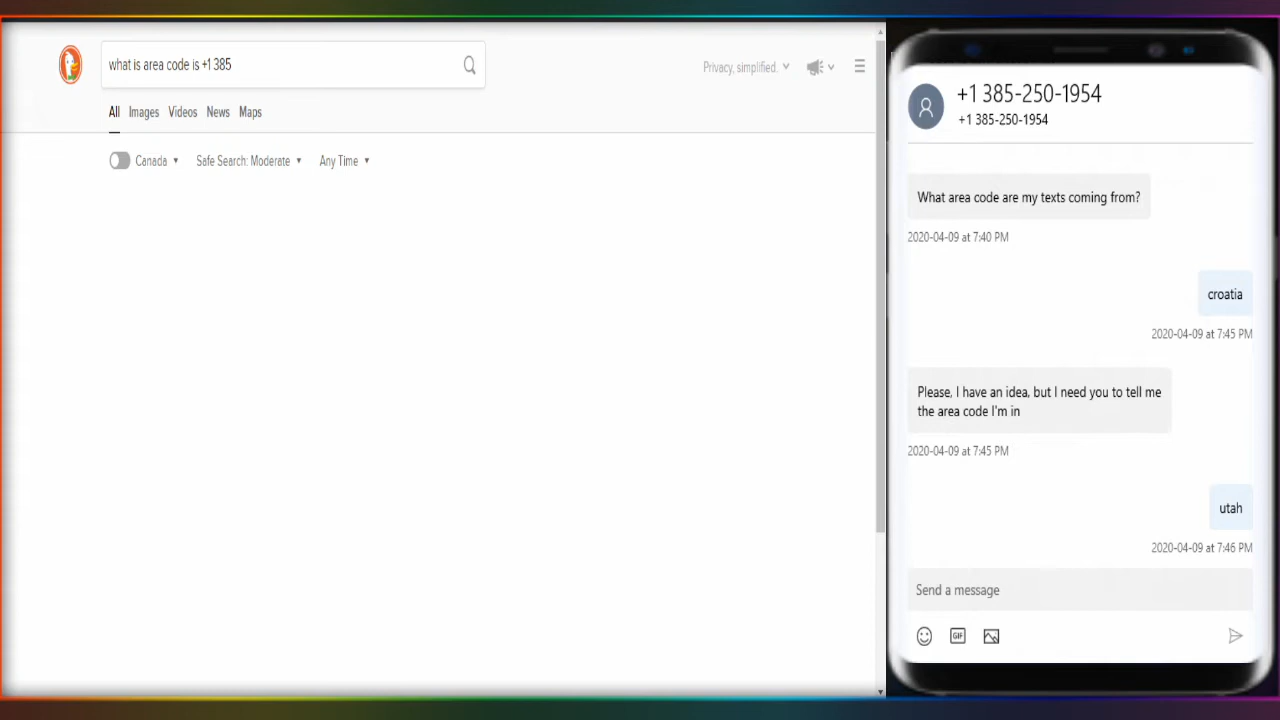 what is area code is +1 385
Privacy, simplified.
All Images Videos News Maps
Canada Safe Search: Moderate Any Time
+1 385-250-1954
+1 385-250-1954
What area code are my texts coming from?
2020-04-09 at 7:40 PM
croatia
2020-04-09 at 7:45 PM
Please, I have an idea, but I need you to tell me
the area code I'm in
2020-04-09 at 7:45 PM
utah
2020-04-09 at 7:46 PM
Send a message
GIF